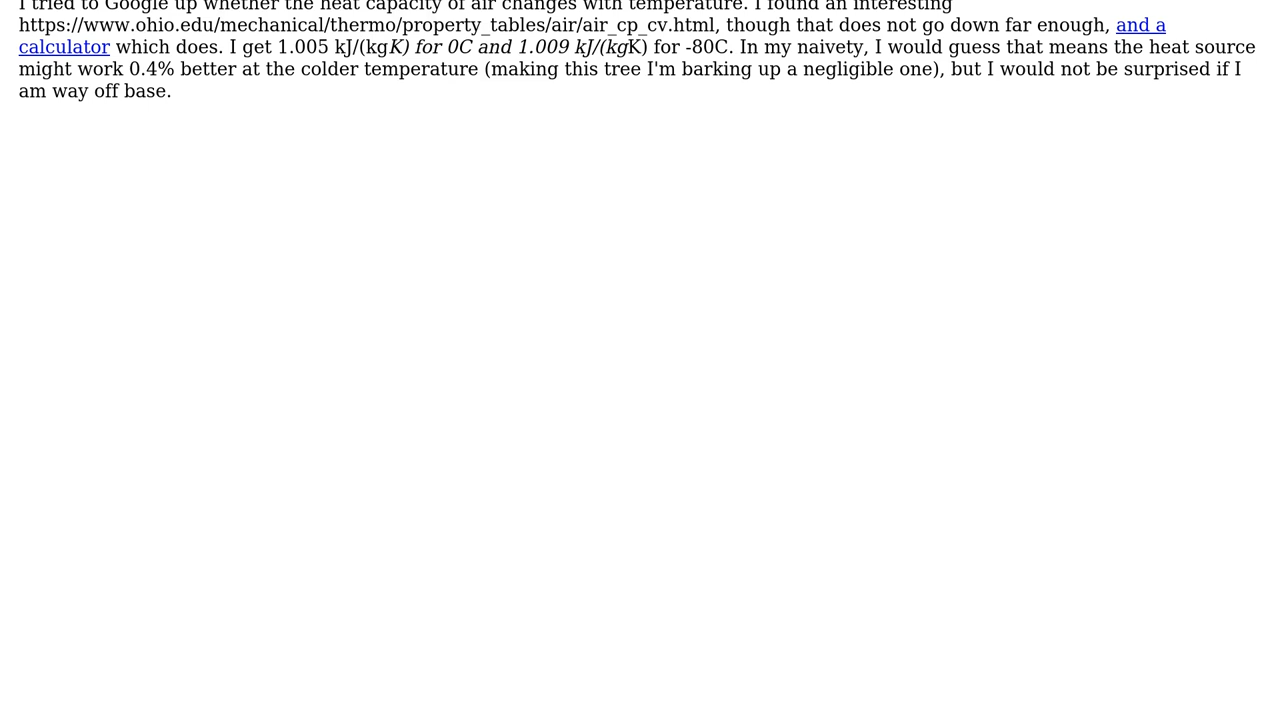 I tried to Google up whether the heat capacity of air changes with temperature. I found an interesting
https://www.ohio.edu/mechanical/thermo/property_tables/air/air_cp_cv.html, though that does not go down far enough, and a
calculator which does. I get 1.005 kJ/(kgK) for 0C and 1.009 kJ/(kgK) for -80C. In my naivety, I would guess that means the heat source
might work 0.4% better at the colder temperature (making this tree I'm barking up a negligible one), but I would not be surprised if I
am way off base.